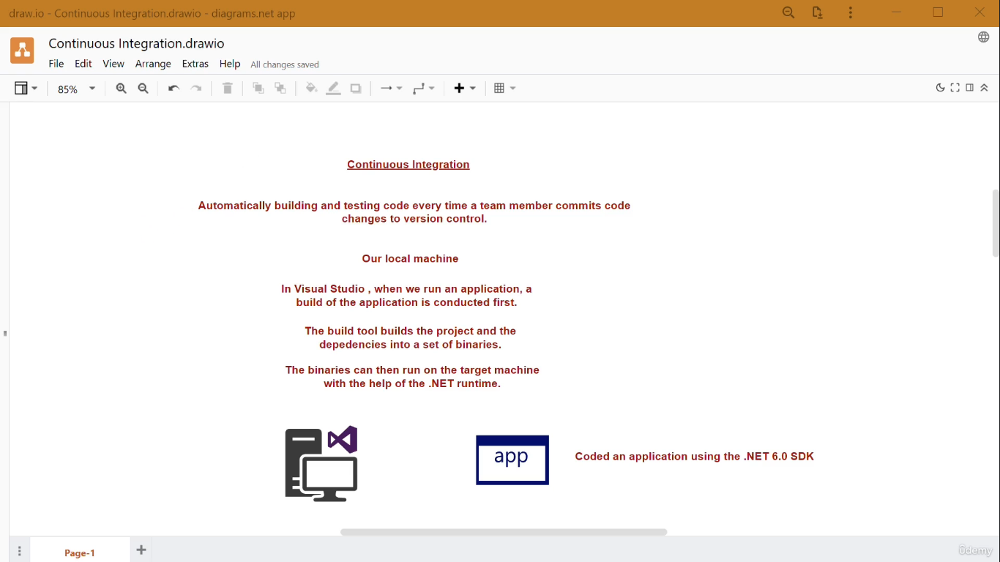 draw.io - Continuous Integration.drawio - diagrams.net app
Continuous Integration.drawio
File Edit View Arrange Extras Help All changes saved
85%
Continuous Integration
Automatically building and testing code every time a team member commits code
changes to version control.
Our local machine
In Visual Studio , when we run an application, a
build of the application is conducted first.
The build tool builds the project and the
depedencies into a set of binaries.
The binaries can then run on the target machine
with the help of the .NET runtime.
app
Coded an application using the .NET 6.0 SDK
Page-1
ûdemy